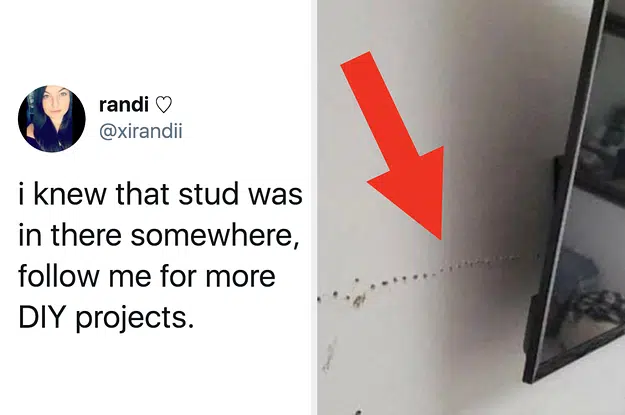 randi ♡
@xirandii
i knew that stud was
in there somewhere,
follow me for more
DIY projects.